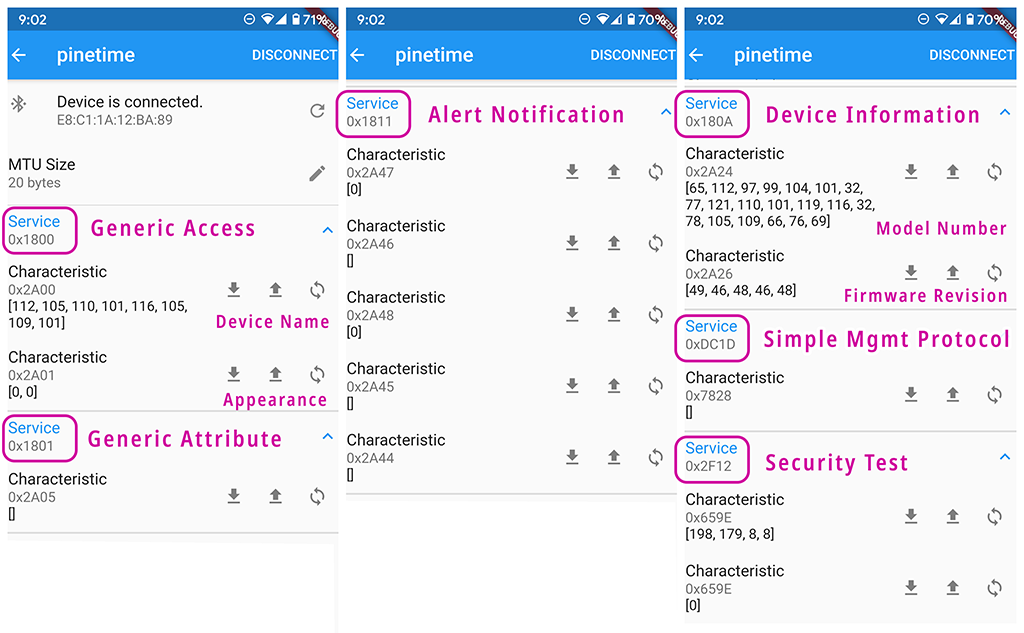 9:02
71%
DEBUG
pinetime
DISCONNECT
Device is connected.
E8:C1:1A:12:BA:89
MTU Size
20 bytes
Service
0x1800
Generic Access
Characteristic
0x2A00
[112, 105, 110, 101, 116, 105,
109, 101]
Device Name
Characteristic
0x2A01
[0, 0]
Appearance
Service
0x1801
Generic Attribute
Characteristic
0x2A05
[]
9:02
70%
DEBUG
pinetime
DISCONNECT
Service
0x1811
Alert Notification
Characteristic
0x2A47
[0]
Characteristic
0x2A46
[]
Characteristic
0x2A48
[0]
Characteristic
0x2A45
[]
Characteristic
0x2A44
[]
9:02
70%
DEBUG
pinetime
DISCONNECT
Service
0x180A
Device Information
Characteristic
0x2A24
[65, 112, 97, 99, 104, 101, 32,
77, 121, 110, 101, 119, 116, 32,
78, 105, 109, 66, 76, 69]
Model Number
Characteristic
0x2A26
[49, 46, 48, 46, 48]
Firmware Revision
Service
0xDC1D
Simple Mgmt Protocol
Characteristic
0x7828
[]
Service
0x2F12
Security Test
Characteristic
0x659E
[198, 179, 8, 8]
Characteristic
0x659E
[0]